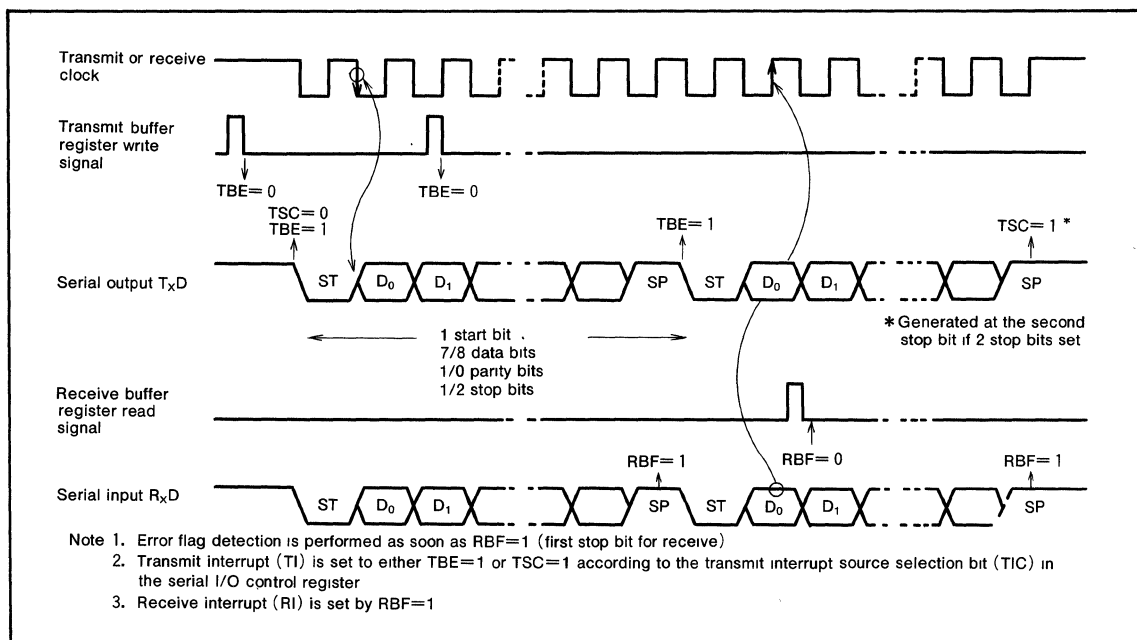 Transmit or receive
clock
Transmit buffer
register write
signal
TBE=0
TBE=0
TSC=0
TBE=1
TBE=1
TSC=1 *
Serial output TxD
ST
D0
D1
SP
ST
D0
D1
SP
1 start bit
7/8 data bits
1/0 parity bits
1/2 stop bits
* Generated at the second
stop bit if 2 stop bits set
Receive buffer
register read
signal
RBF=0
RBF=1
RBF=1
Serial input RxD
ST
D0
D1
SP
ST
D0
D1
SP
Note 1. Error flag detection is performed as soon as RBF=1 (first stop bit for receive)
2. Transmit interrupt (TI) is set to either TBE=1 or TSC=1 according to the transmit interrupt source selection bit (TIC) in
the serial I/O control register
3. Receive interrupt (RI) is set by RBF=1